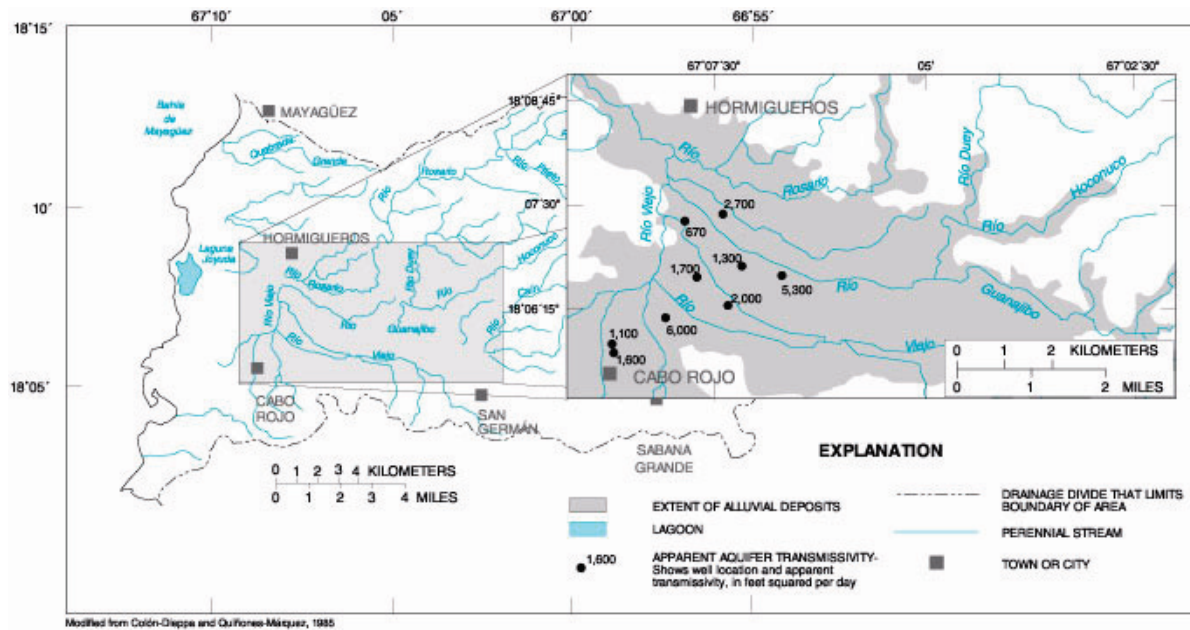 67°10'
05'
67°00'
66°55'
18°15'
67°07'30"
05'
67°02'30"
Bahía
de
Mayagüez
MAYAGÜEZ
18°08'45"
HORMIGUEROS
Quebrada
Grande
Río
Rosario
Río
Prieto
Río Duey
Hoconuco
Río
Rosario
10'
07'30"
Río Viejo
2,700
Río
670
HORMIGUEROS
Laguna
Joyuda
Hoconuco
1,300
1,700
5,300
Río
Guanajibo
Río
Rosario
Río Duey
Río
Caín
18°06'15"
2,000
Río
6,000
Río Viejo
Río
Guanajibo
Río
Río
Viejo
1,100
1,600
Viejo
0 1 2 KILOMETERS
0 1 2 MILES
CABO ROJO
18°05'
CABO
ROJO
SAN
GERMÁN
SABANA
GRANDE
0 1 2 3 4 KILOMETERS
0 1 2 3 4 MILES
EXPLANATION
EXTENT OF ALLUVIAL DEPOSITS
LAGOON
1,600
APPARENT AQUIFER TRANSMISSIVITY-
Shows well location and apparent
transmissivity, in feet squared per day
DRAINAGE DIVIDE THAT LIMITS
BOUNDARY OF AREA
PERENNIAL STREAM
TOWN OR CITY
Modified from Colón-Dieppa and Quiñones-Márquez, 1985